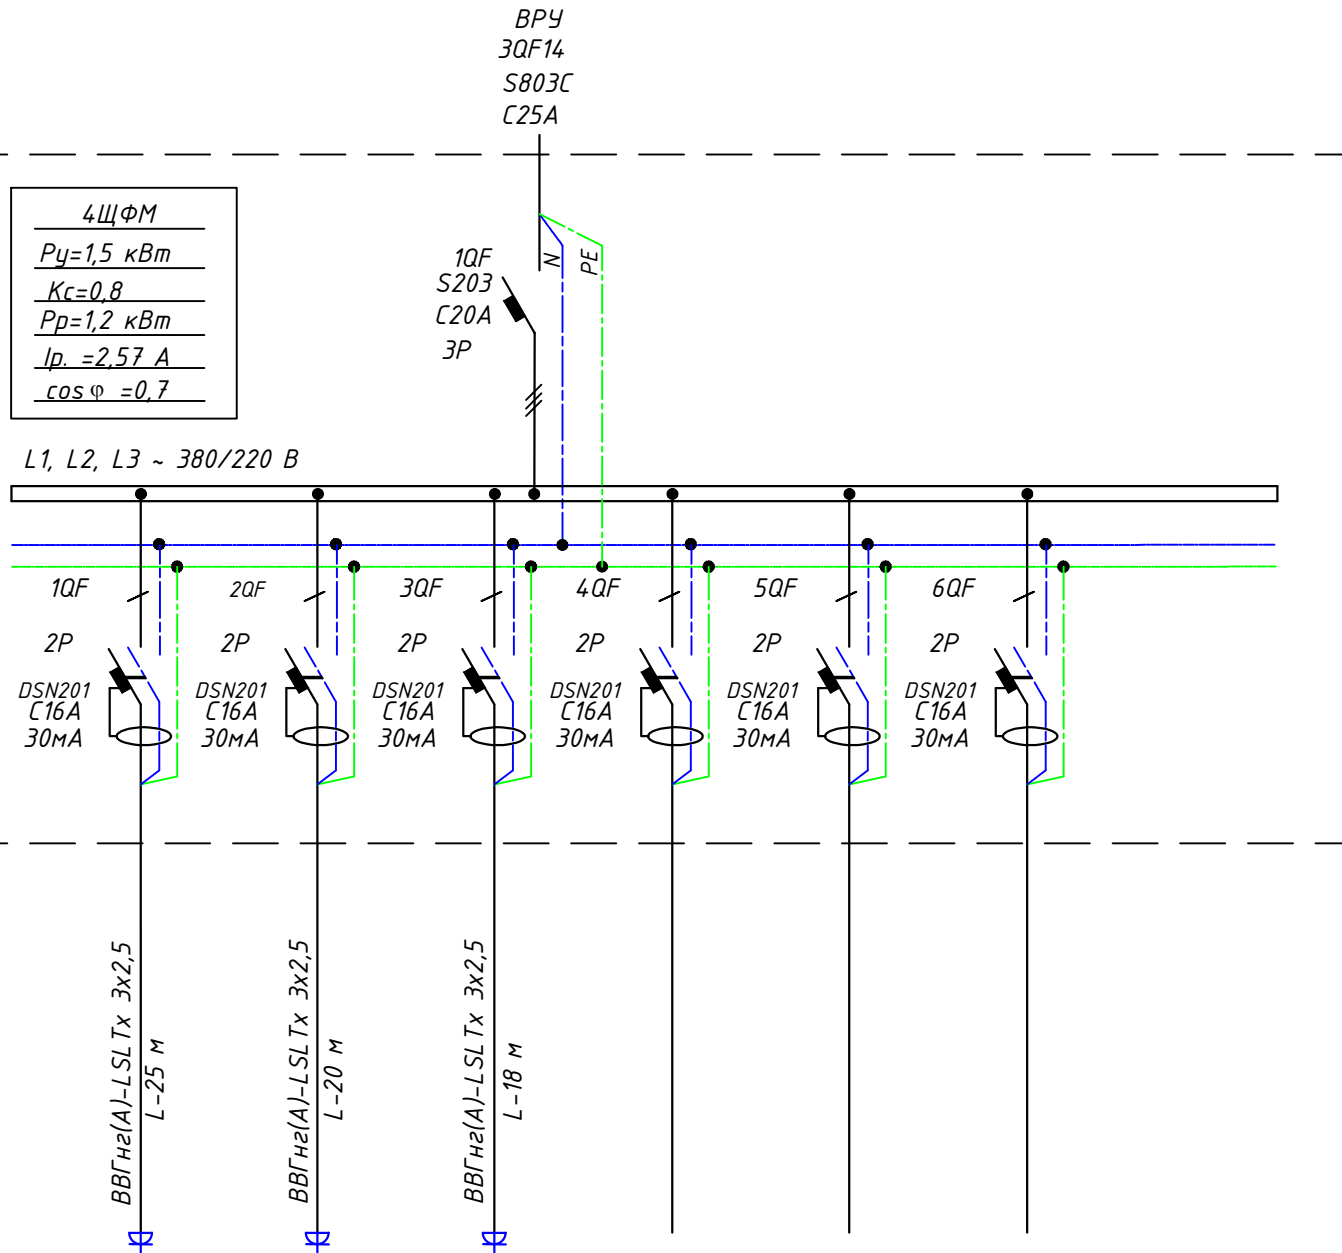 ВРУ
3QF14
S803C
C25A
4ЩФМ
Ру=1,5 кВт
Кс=0,8
Рр=1,2 кВт
Iр. =2,57 А
cos φ =0,7
1QF
S203
C20A
3P
N
PE
L1, L2, L3 ~ 380/220 В
1QF
2P
DSN201
C16A
30мА
2QF
2P
DSN201
C16A
30мА
3QF
2P
DSN201
C16A
30мА
4QF
2P
DSN201
C16A
30мА
5QF
2P
DSN201
C16A
30мА
6QF
2P
DSN201
C16A
30мА
ВВГнг(А)-LSLTx 3x2,5
L-25 м
ВВГнг(А)-LSLTx 3x2,5
L-20 м
ВВГнг(А)-LSLTx 3x2,5
L-18 м